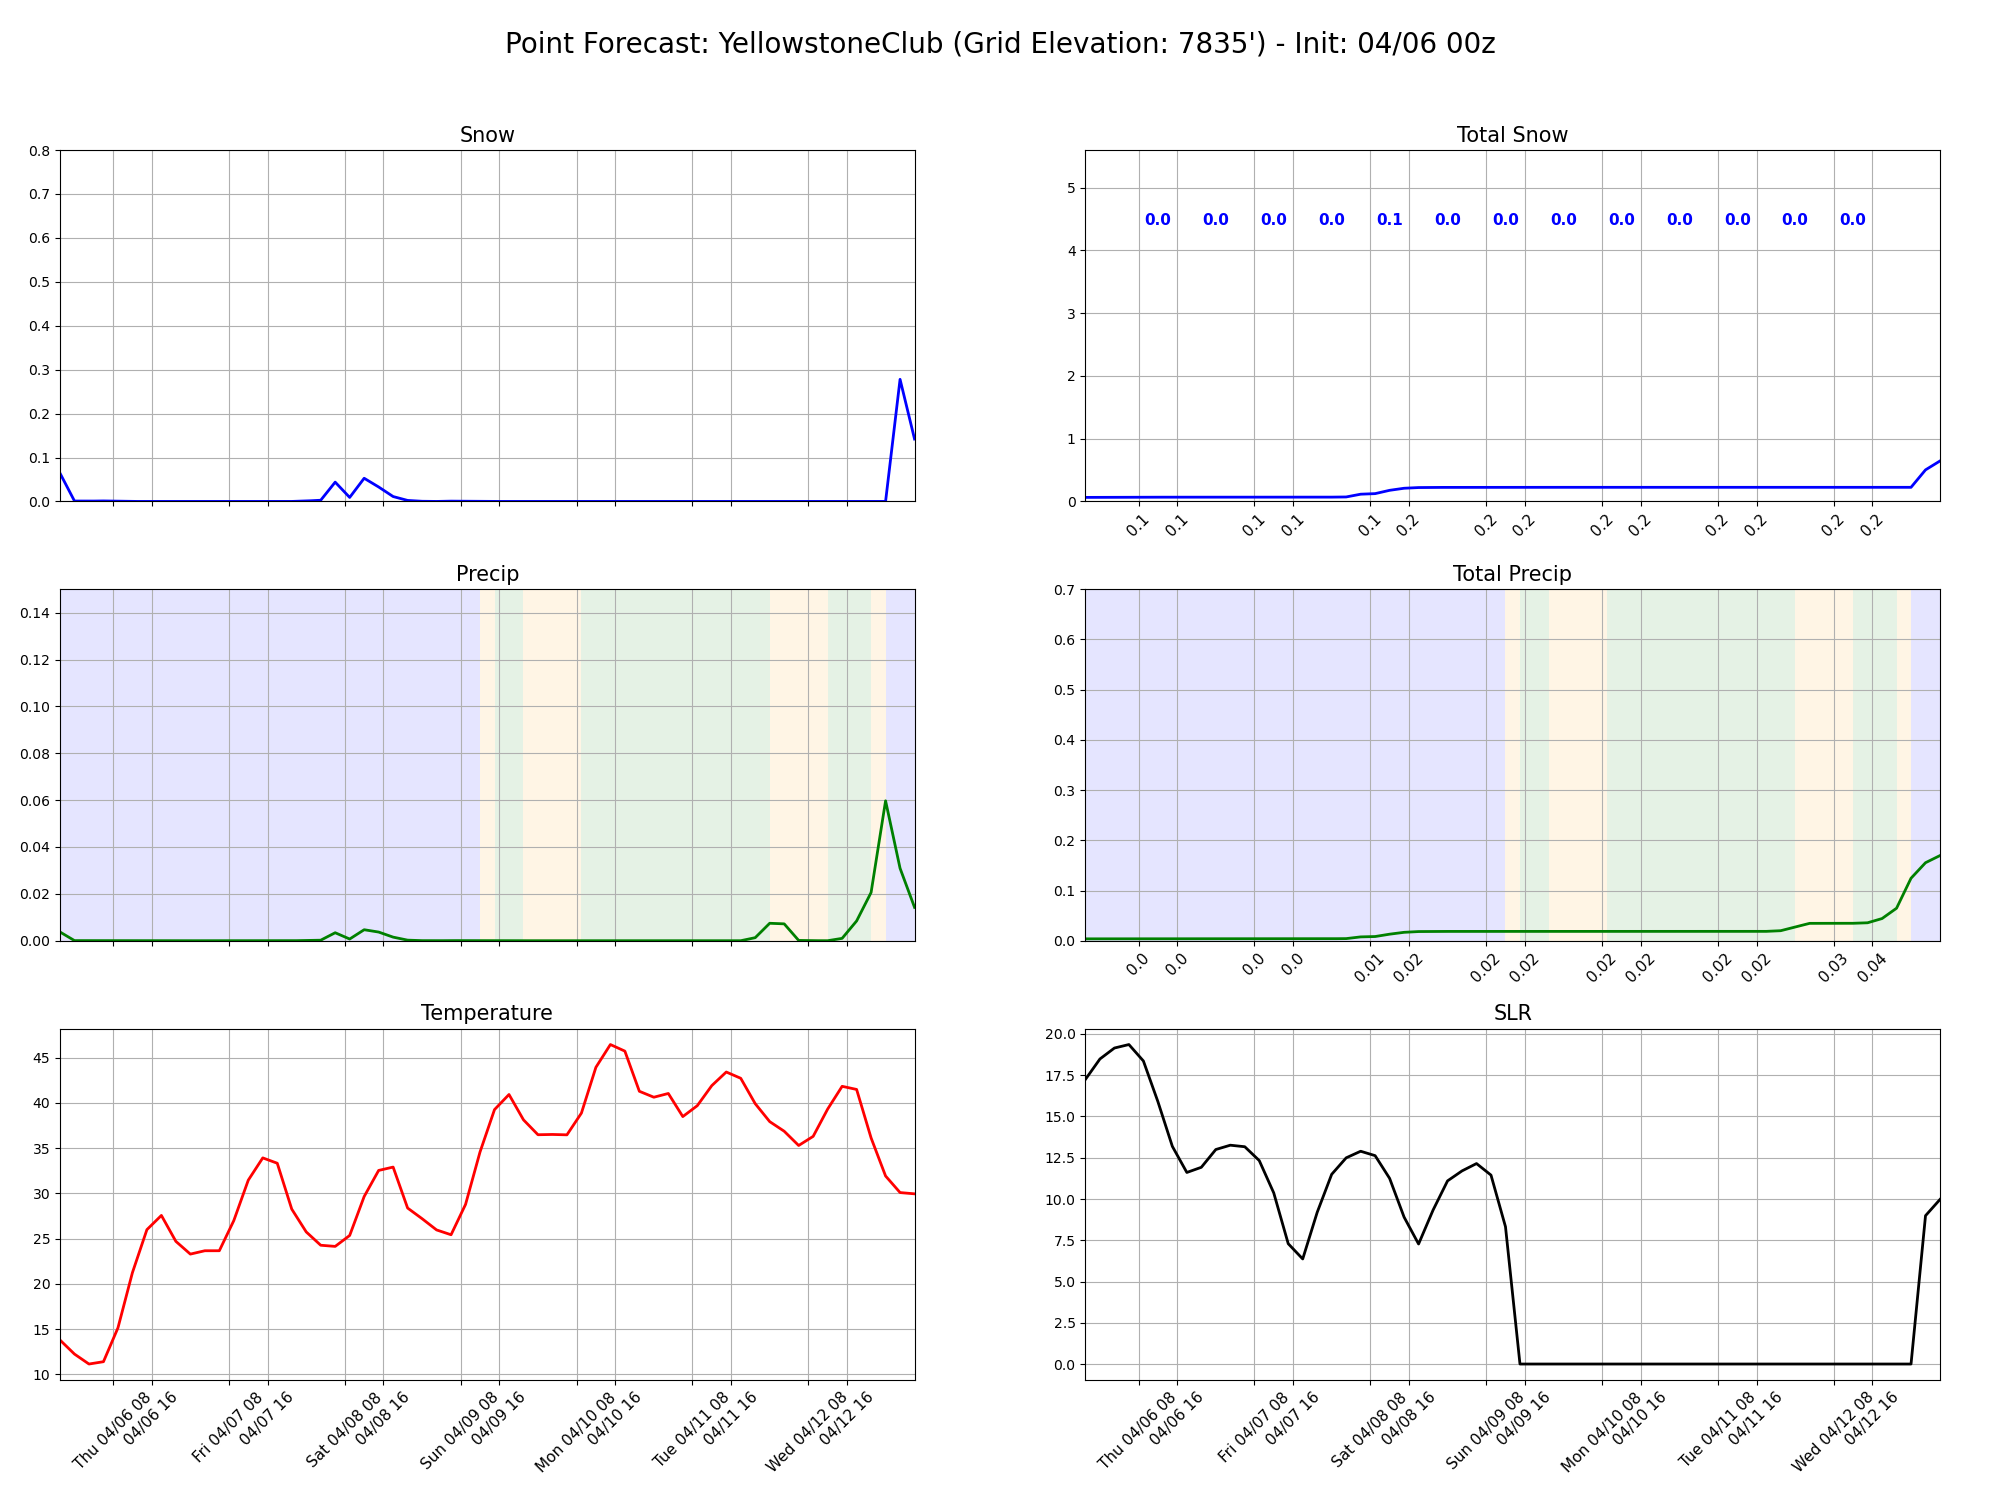 Point Forecast: YellowstoneClub (Grid Elevation: 7835') - Init: 04/06 00z
Snow
0.8
0.7
0.6
0.5
0.4
0.3
0.2
0.1
0.0
Total Snow
5
4
3
2
1
0
0.0 0.0 0.0 0.0 0.1 0.0 0.0 0.0 0.0 0.0 0.0 0.0 0.0
0.1 0.1 0.1 0.1 0.1 0.2 0.2 0.2 0.2 0.2 0.2 0.2 0.2 0.2
Precip
0.14
0.12
0.10
0.08
0.06
0.04
0.02
0.00
Total Precip
0.7
0.6
0.5
0.4
0.3
0.2
0.1
0.0
0.0 0.0 0.0 0.0 0.01 0.02 0.02 0.02 0.02 0.02 0.02 0.02 0.03 0.04
Temperature
45
40
35
30
25
20
15
10
Thu 04/06 08
04/06 16
Fri 04/07 08
04/07 16
Sat 04/08 08
04/08 16
Sun 04/09 08
04/09 16
Mon 04/10 08
04/10 16
Tue 04/11 08
04/11 16
Wed 04/12 08
04/12 16
SLR
20.0
17.5
15.0
12.5
10.0
7.5
5.0
2.5
0.0
Thu 04/06 08
04/06 16
Fri 04/07 08
04/07 16
Sat 04/08 08
04/08 16
Sun 04/09 08
04/09 16
Mon 04/10 08
04/10 16
Tue 04/11 08
04/11 16
Wed 04/12 08
04/12 16